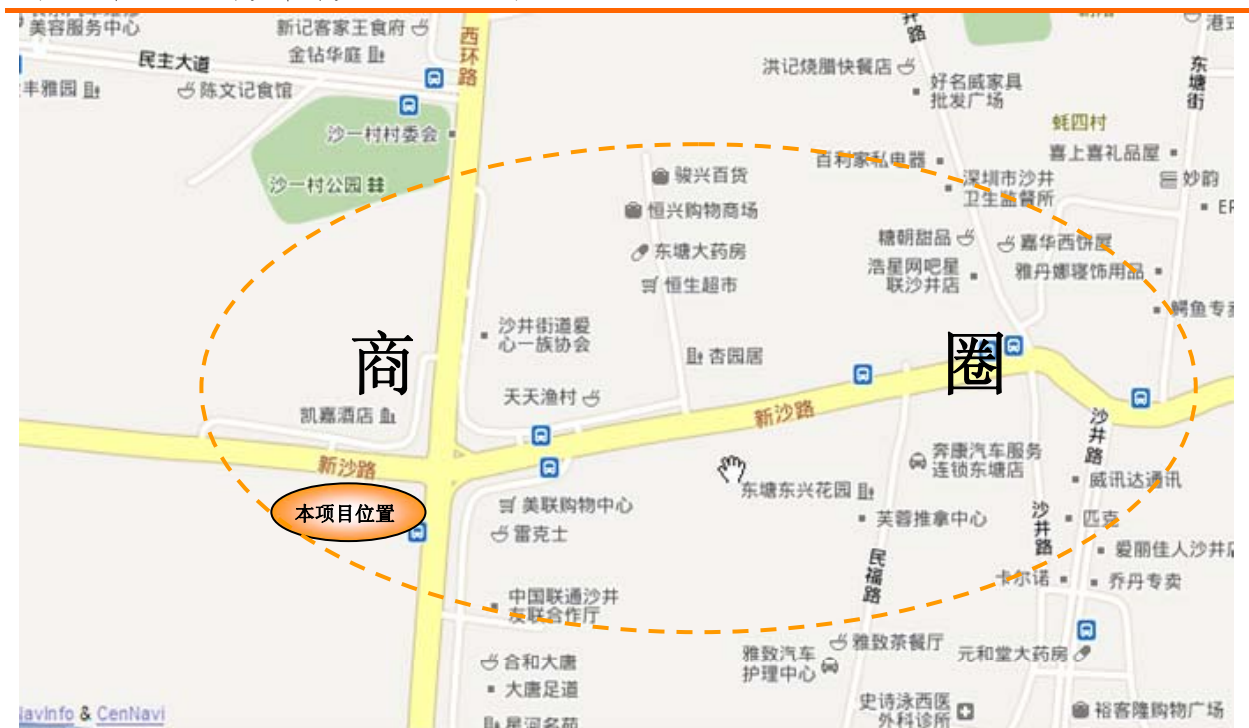 美容服务中心
新记客家王食府
金钻华庭
西环路
民主大道
丰雅园
陈文记食馆
沙一村村委会
沙一村公园
洪记烧腊快餐店
好名威家具
批发广场
东塘街
蚝四村
喜上喜礼品屋
百利家私电器
深圳市沙井
卫生监督所
妙韵
骏兴百货
恒兴购物商场
东塘大药房
恒生超市
糖朝甜品
嘉华西饼屋
浩星网吧星
联沙井店
雅丹娜寝饰用品
鳄鱼专卖
沙井街道爱
心一族协会
商
圈
杏园居
天天渔村
凯嘉酒店
新沙路
新沙路
沙井路
奔康汽车服务
连锁东塘店
威讯达通讯
东塘东兴花园
本项目位置
美联购物中心
雷克士
芙蓉推拿中心
沙井路
匹克
爱丽佳人沙井店
民福路
卡尔诺
乔丹专卖
中国联通沙井
友联合作厅
合和大唐
大唐足道
星河名苑
雅致汽车
护理中心
雅致茶餐厅
元和堂大药房
史诗泳西医
外科诊所
裕客隆购物广场
NavInfo & CenNavi